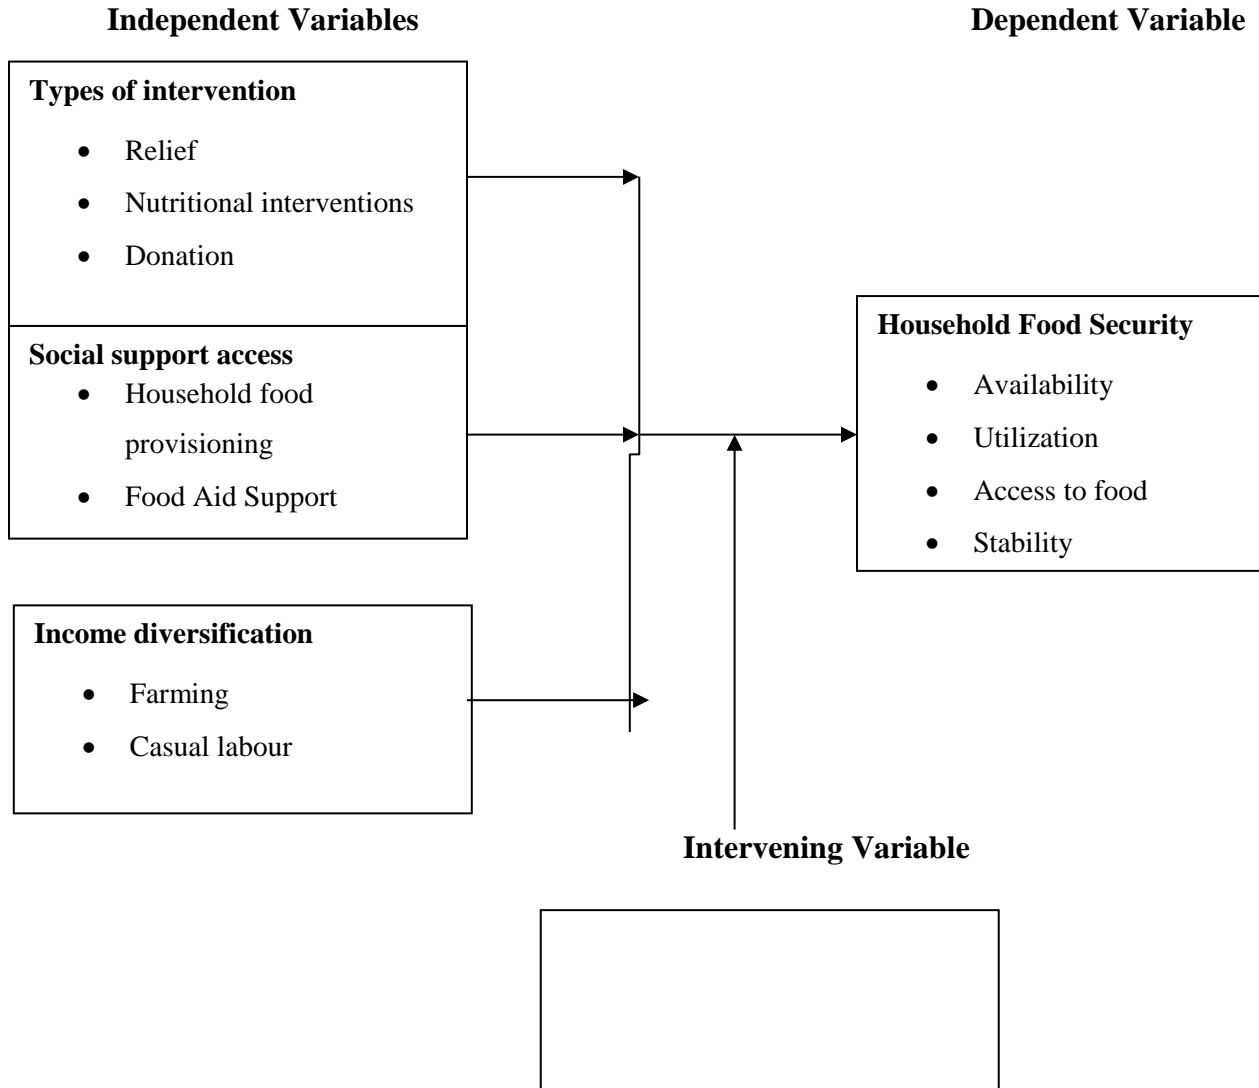 Independent Variables
Dependent Variable
Types of intervention
• Relief
• Nutritional interventions
• Donation
Social support access
• Household food
provisioning
• Food Aid Support
Income diversification
• Farming
• Casual labour
Household Food Security
• Availability
• Utilization
• Access to food
• Stability
Intervening Variable